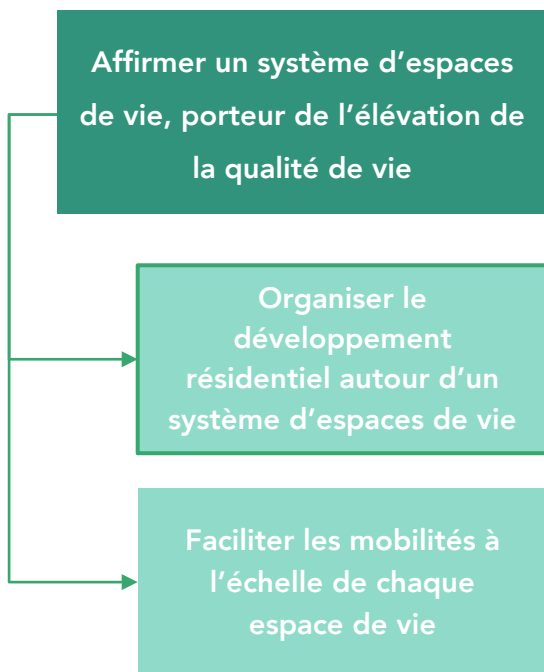 Affirmer un système d’espaces
de vie, porteur de l’élévation de
la qualité de vie
Organiser le
développement
résidentiel autour d’un
système d’espaces de vie
Faciliter les mobilités à
l’échelle de chaque
espace de vie